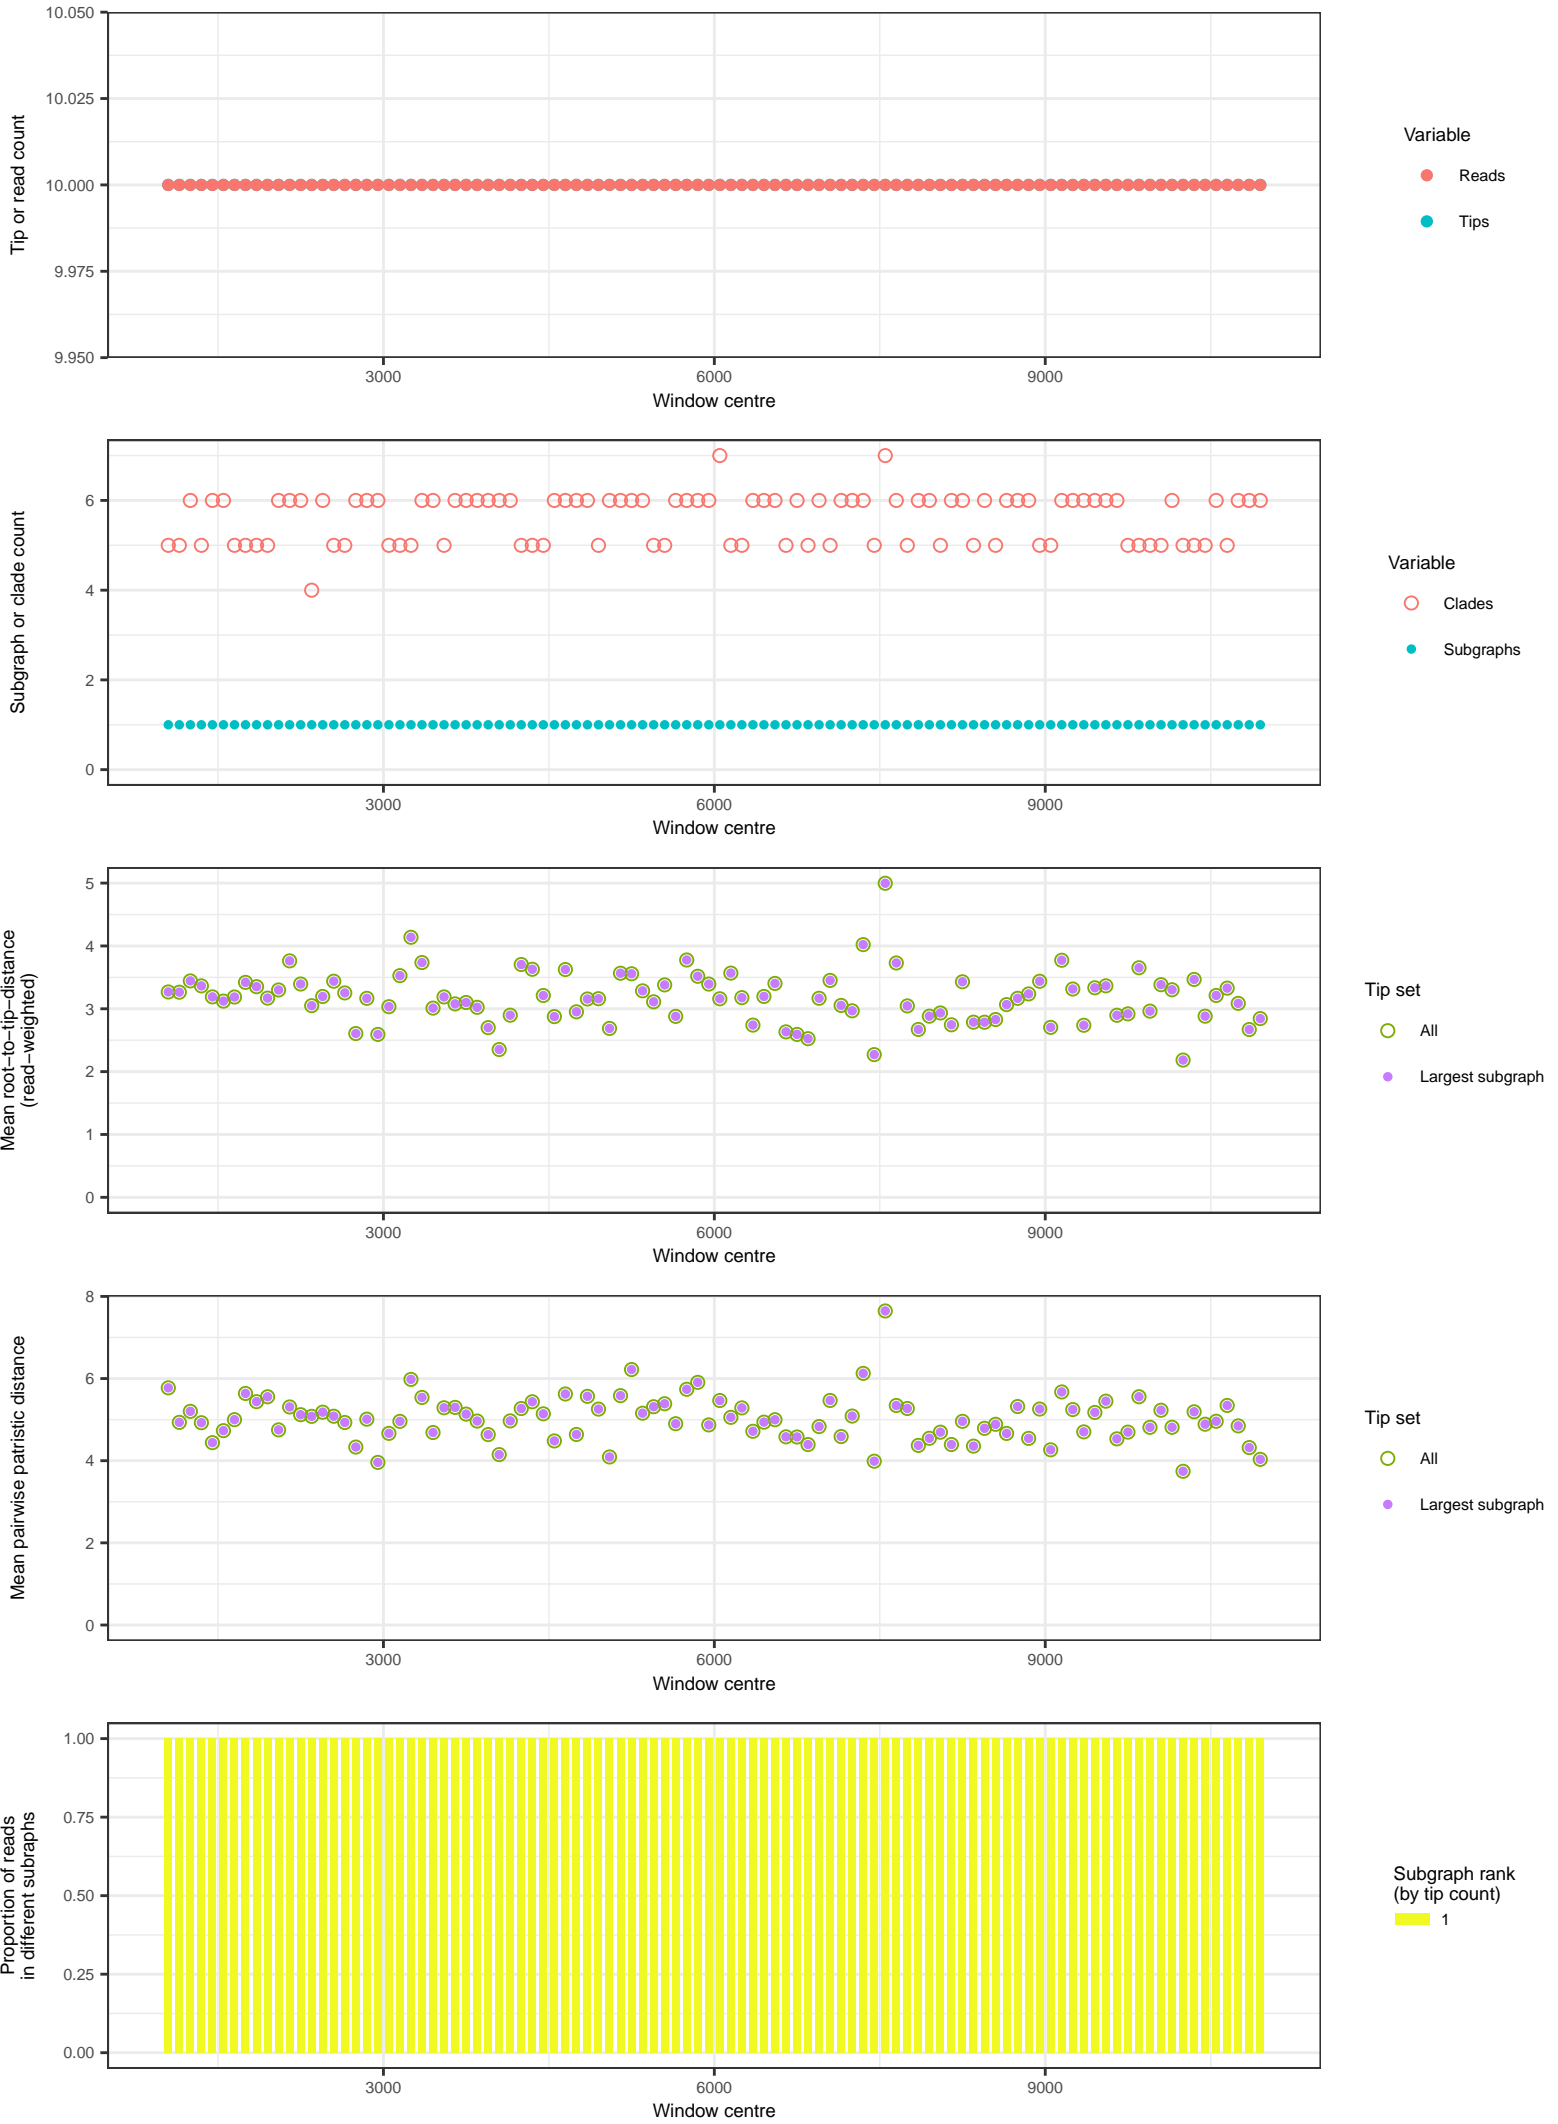 10.050
10.025
10.000
9.975
9.950
Tip or read count
3000 6000 9000
Window centre
Variable
Reads
Tips
6
4
2
0
Subgraph or clade count
3000 6000 9000
Window centre
Variable
Clades
Subgraphs
5
4
3
2
1
0
Mean root−to−tip−distance
(read−weighted)
3000 6000 9000
Window centre
Tip set
All
Largest subgraph
8
6
4
2
0
Mean pairwise patristic distance
3000 6000 9000
Window centre
Tip set
All
Largest subgraph
1.00
0.75
0.50
0.25
0.00
Proportion of reads
in different subraphs
3000 6000 9000
Window centre
Subgraph rank
(by tip count)
1